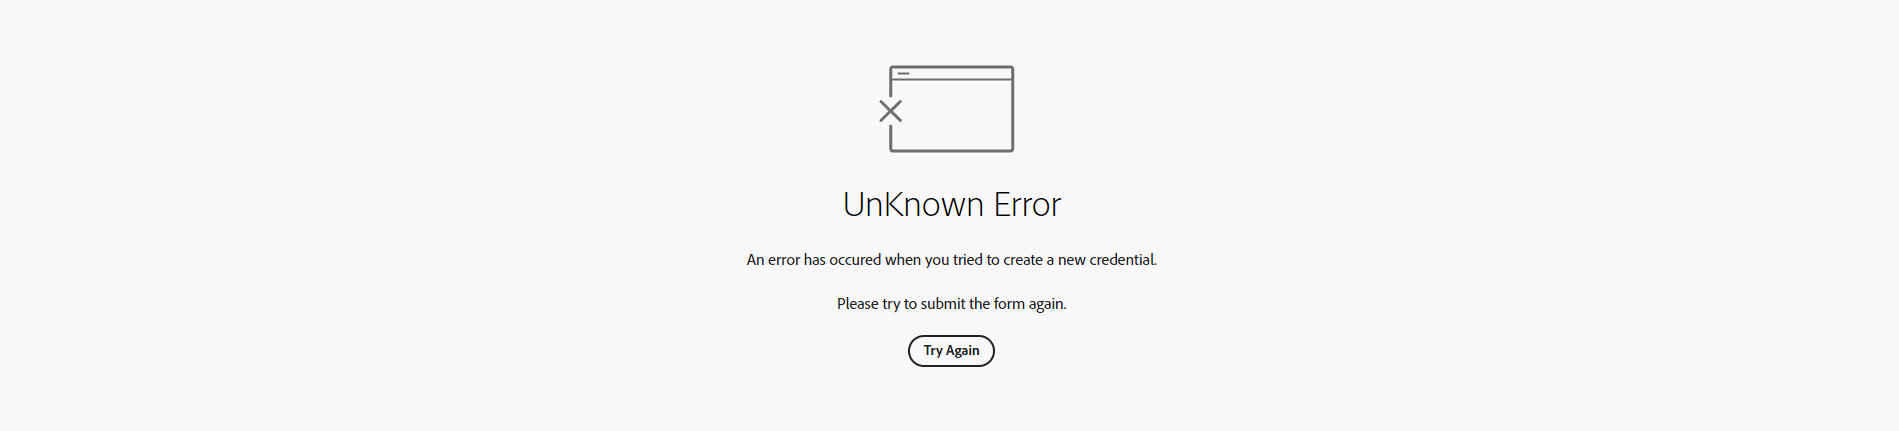 UnKnown Error
An error has occured when you tried to create a new credential.
Please try to submit the form again.
Try Again